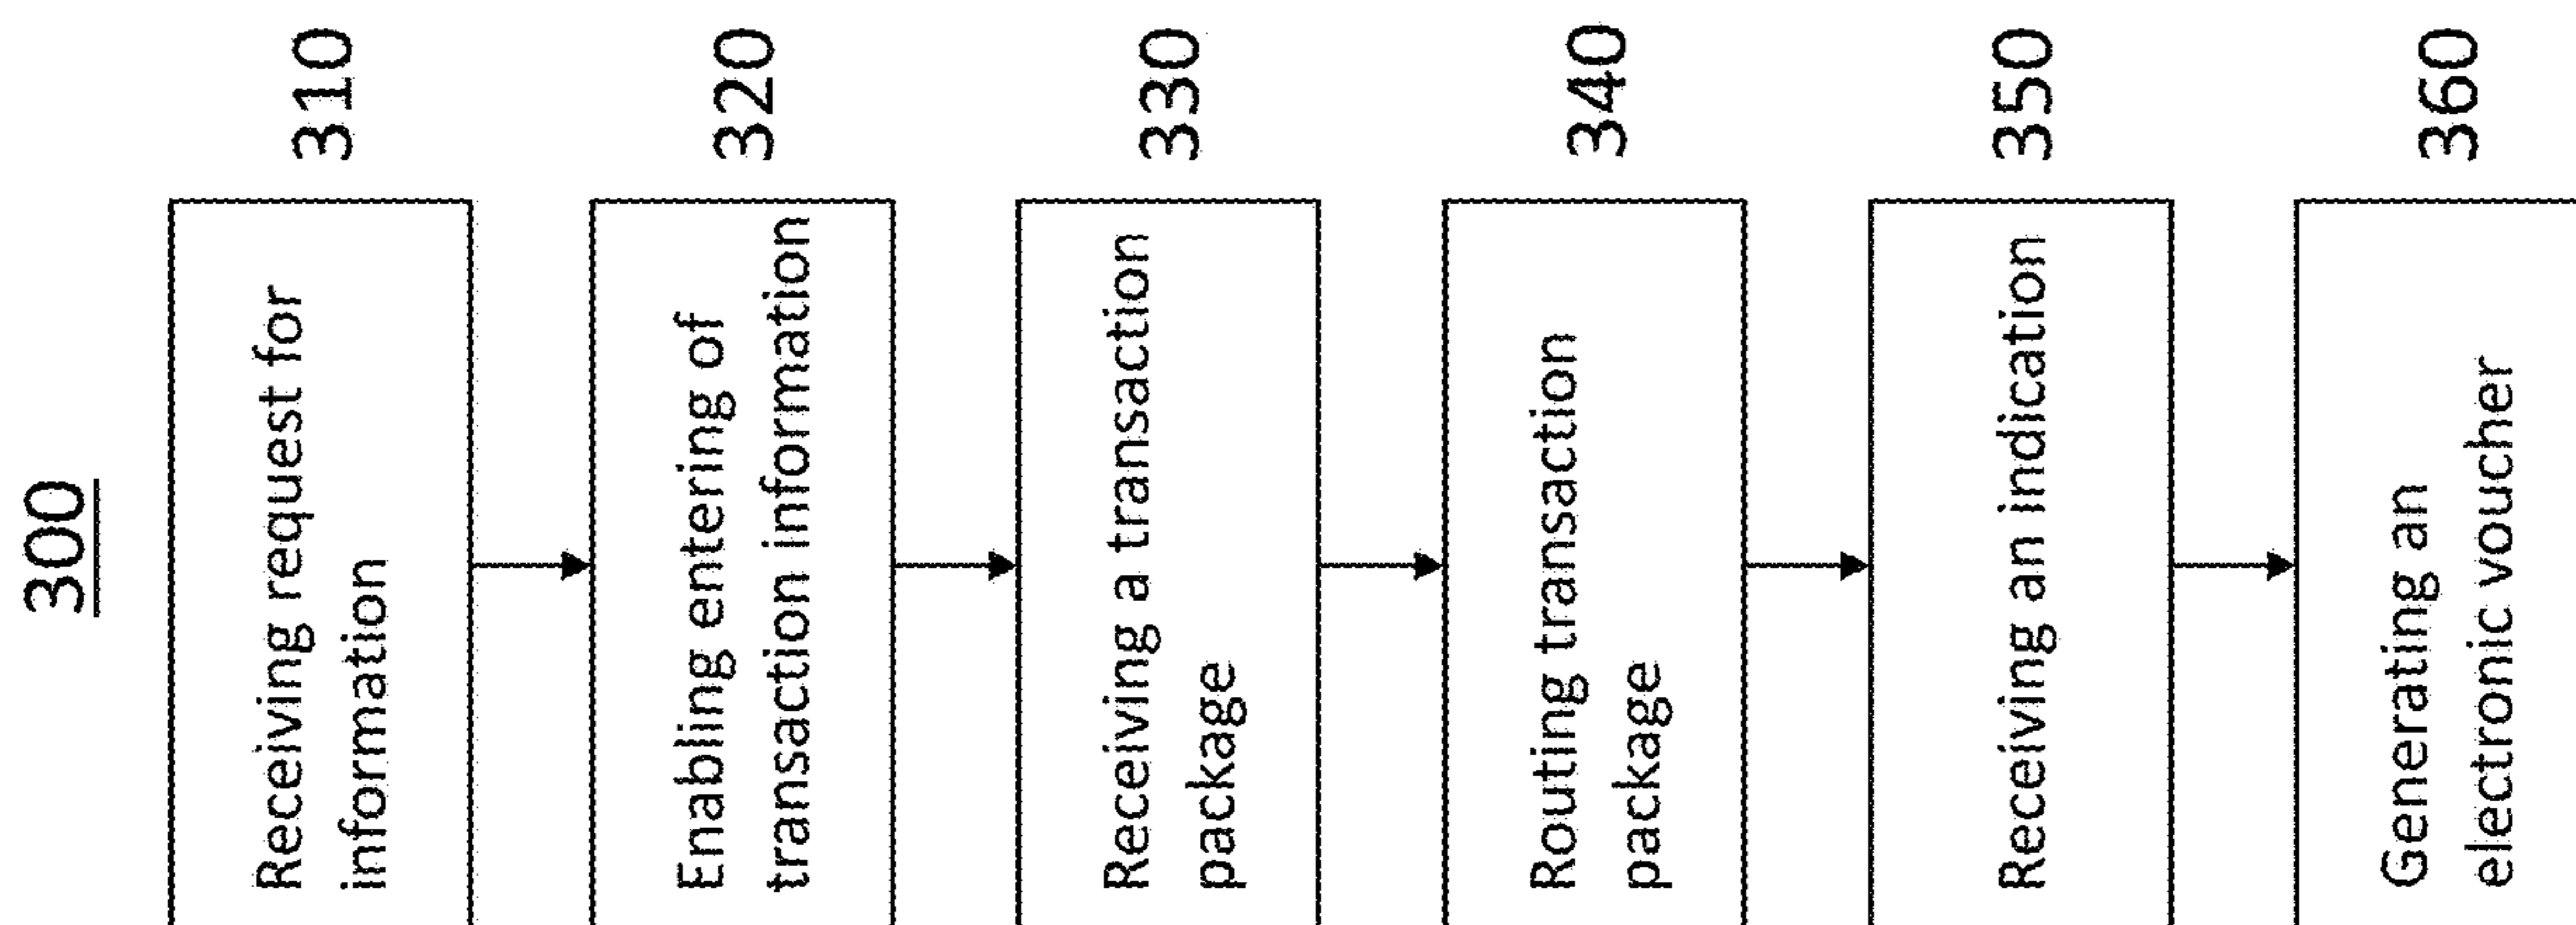 300
Receiving request for
information
310
Enabling entering of
transaction information
320
Receiving a transaction
package
330
Routing transaction
package
340
Receiving an indication
350
Generating an
electronic voucher
360